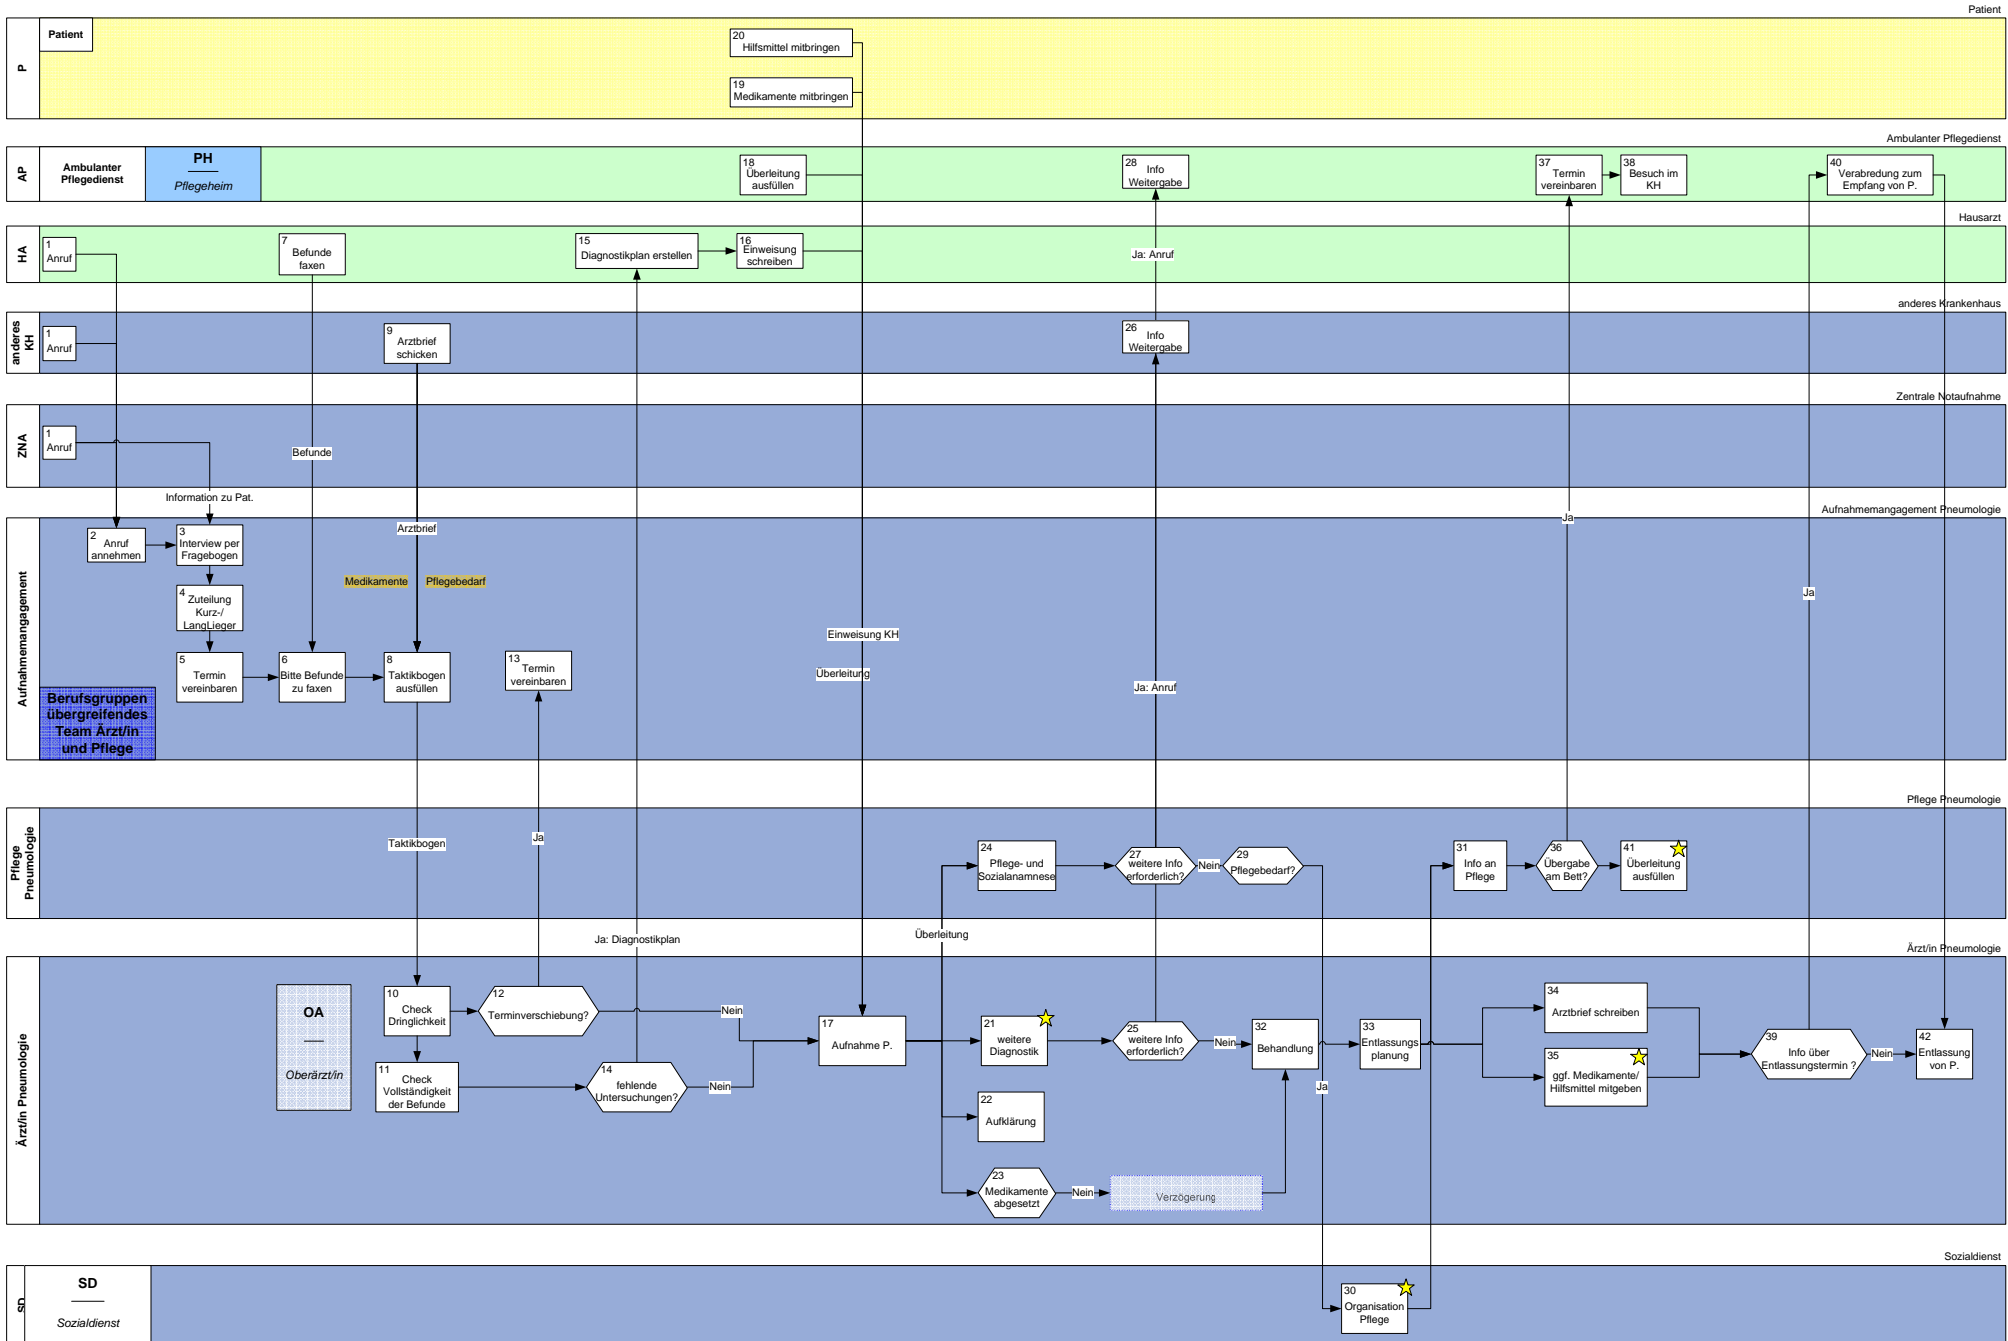 Patient
P
Patient
20
Hilfsmittel mitbringen
19
Medikamente mitbringen
Ambulanter Pflegedienst
AP
Ambulanter
Pflegedienst
PH
Pflegeheim
18
Überleitung
ausfüllen
28
Info
Weitergabe
37
Termin
vereinbaren
38
Besuch im
KH
40
Verabredung zum
Empfang von P.
Hausarzt
HA
1
Anruf
7
Befunde
faxen
15
Diagnostikplan erstellen
16
Einweisung
schreiben
Ja: Anruf
anderes Krankenhaus
anderes
KH
1
Anruf
9
Arztbrief
schicken
26
Info
Weitergabe
Zentrale Notaufnahme
ZNA
1
Anruf
Befunde
Information zu Pat.
Aufnahmemangagement Pneumologie
Aufnahmemangagement
2
Anruf
annehmen
3
Interview per
Fragebogen
Arztbrief
Ja
4
Zuteilung
Kurz-/
LangLieger
Medikamente
Pflegebedarf
Ja
Einweisung KH
Überleitung
5
Termin
vereinbaren
6
Bitte Befunde
zu faxen
8
Taktikbogen
ausfüllen
13
Termin
vereinbaren
Ja: Anruf
Berufsgruppen
übergreifendes
Team Ärzt/in
und Pflege
Pflege Pneumologie
Pflege
Pneumologie
Taktikbogen
Ja
24
Pflege- und
Sozialanamnese
27
weitere Info
erforderlich?
Nein
29
Pflegebedarf?
31
Info an
Pflege
36
Übergabe
am Bett?
41
Überleitung
ausfüllen
Ja: Diagnostikplan
Überleitung
Ärzt/in Pneumologie
Ärzt/in Pneumologie
OA
Oberärzt/in
10
Check
Dringlichkeit
12
Terminverschiebung?
Nein
11
Check
Vollständigkeit
der Befunde
14
fehlende
Untersuchungen?
Nein
17
Aufnahme P.
21
weitere
Diagnostik
25
weitere Info
erforderlich?
Nein
32
Behandlung
33
Entlassungs
planung
34
Arztbrief schreiben
35
ggf. Medikamente/
Hilfsmittel mitgeben
39
Info über
Entlassungstermin ?
Nein
42
Entlassung
von P.
22
Aufklärung
Ja
23
Medikamente
abgesetzt
Nein
Verzögerung
Sozialdienst
SD
SD
Sozialdienst
30
Organisation
Pflege